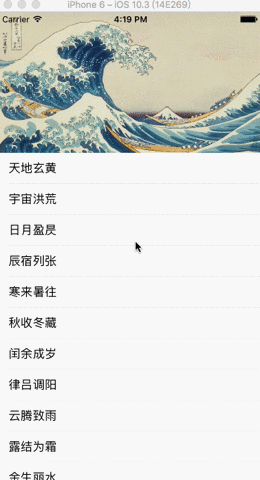 iPhone 6 – iOS 10.3 (14E269)
Carrier 4:19 PM
天地玄黄
宇宙洪荒
日月盈昃
辰宿列张
寒来暑往
秋收冬藏
闰余成岁
律吕调阳
云腾致雨
露结为霜
金生丽水